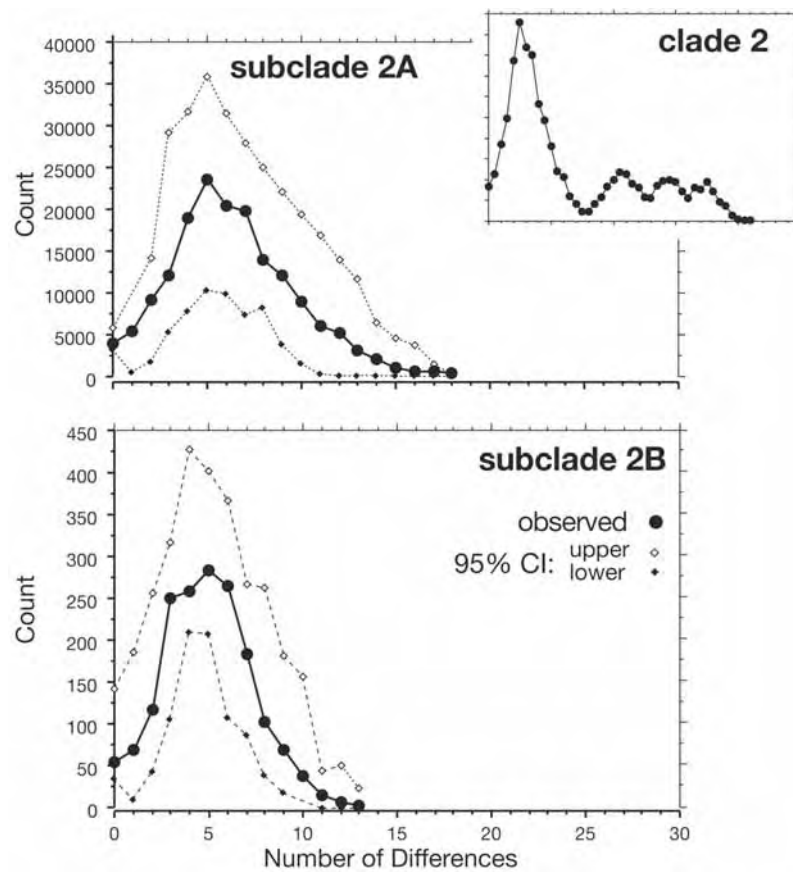 subclade 2A
clade 2
40000
35000
30000
25000
20000
15000
10000
5000
0
Count
subclade 2B
observed
95% CI: upper
lower
450
400
350
300
250
200
150
100
50
0
Count
0 5 10 15 20 25 30
Number of Differences